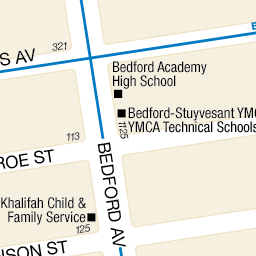 321
S AV
B
Bedford Academy
High School
Bedford-Stuyvesant YMC
YMCA Technical Schools
1125
113
ROE ST
BEDFORD AV
Khalifah Child &
Family Service
125
ISON ST